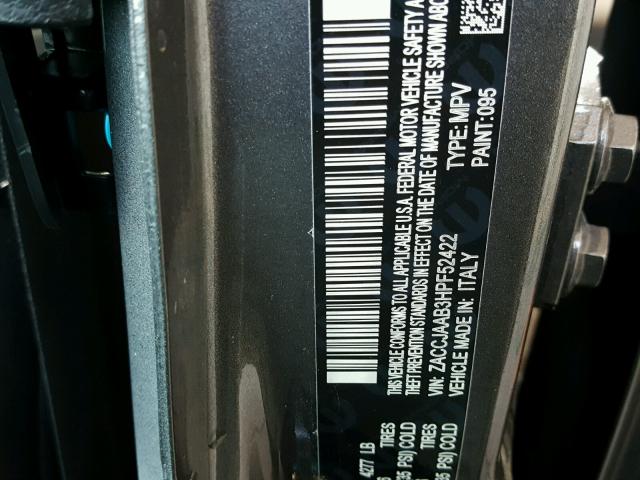 4277 LB
TIRES
PSI) COLD
TIRES
PSI) COLD
THIS VEHICLE CONFORMS TO ALL APPLICABLE U.S.A. FEDERAL MOTOR VEHICLE SAFETY
THEFT PREVENTION STANDARDS IN EFFECT ON THE DATE OF MANUFACTURE SHOWN
VIN: ZACCJAAB3HPF52422 TYPE: MPV
VEHICLE MADE IN: ITALY PAINT: 095